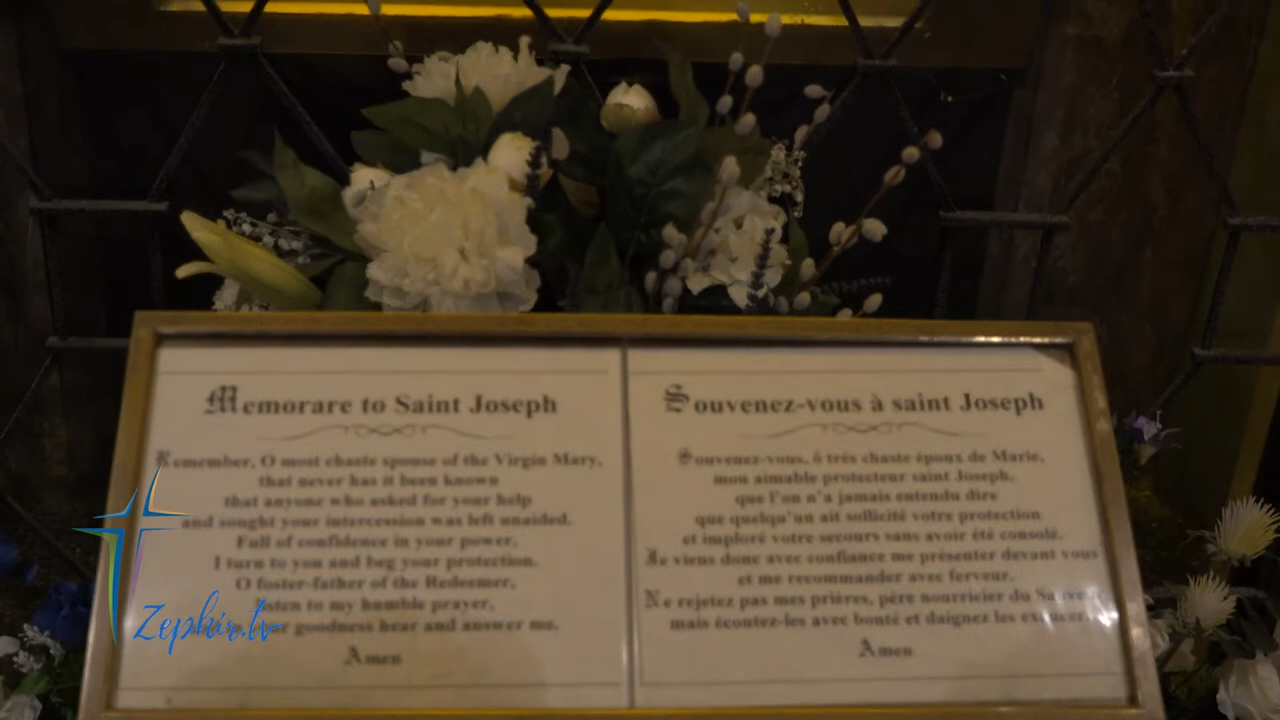 Memorare to Saint Joseph
Remember, O most chaste spouse of the Virgin Mary,
that never has it been known
that anyone who asked for your help
and sought your intercession was left unaided.
Full of confidence in your power,
I turn to you and beg your protection.
O foster-father of the Redeemer,
listen to my humble prayer,
goodness hear and answer me.
Amen
Souvenez-vous à saint Joseph
Souvenez-vous, ô très chaste époux de Marie,
mon aimable protecteur saint Joseph,
que l'on n'a jamais entendu dire
que quelqu'un ait sollicité votre protection
et imploré votre secours sans avoir été consolé.
Je viens donc avec confiance me présenter devant vous
et me recommander avec ferveur.
Ne rejetez pas mes prières, père nourricier du
mais écoutez-les avec bonté et daignez les exaucer.
Amen
Zephir.tv